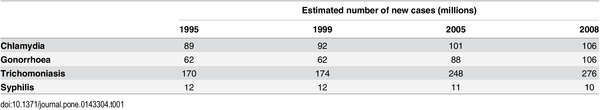 Estimated number of new cases (millions)
1995 1999 2005 2008
Chlamydia 89 92 101 106
Gonorrhoea 62 62 88 106
Trichomoniasis 170 174 248 276
Syphilis 12 12 11 10
doi:10.1371/journal.pone.0143304.t001